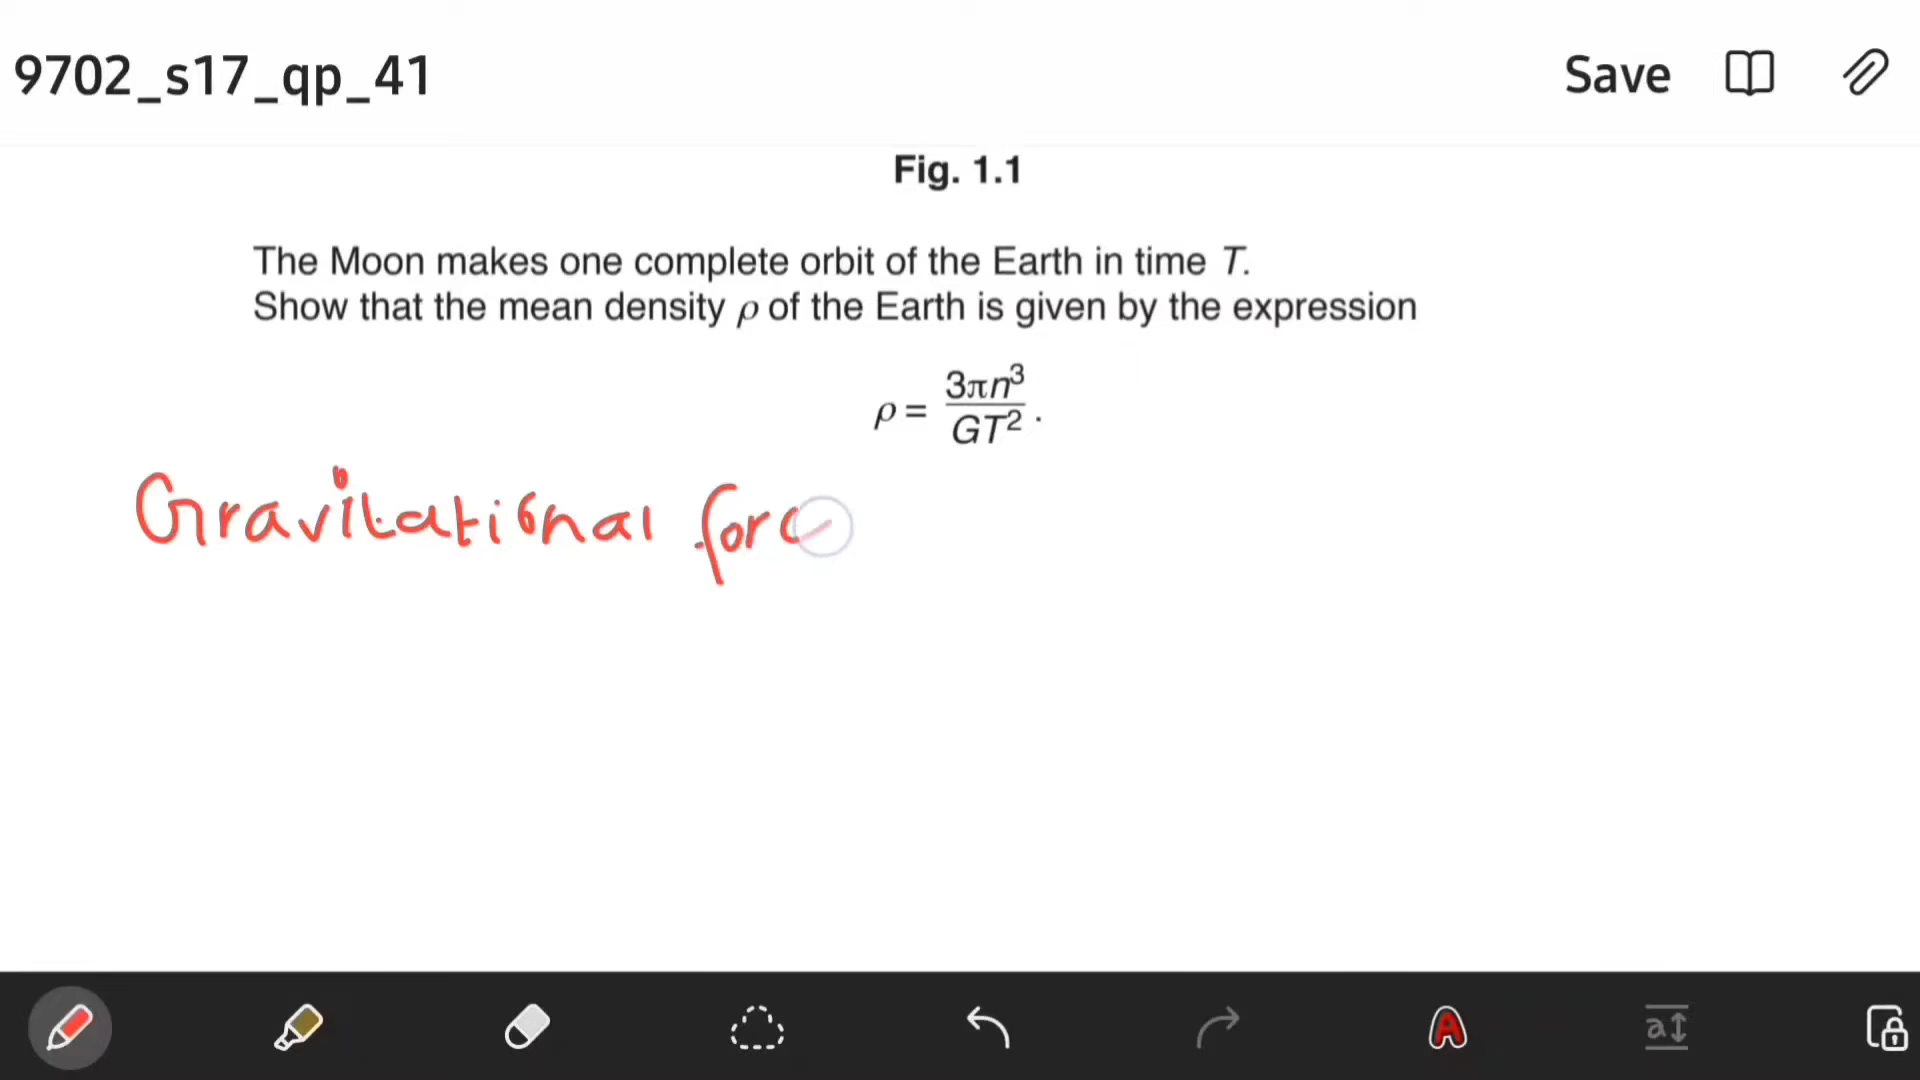 9702_s17_qp_41
Save
Fig. 1.1
The Moon makes one complete orbit of the Earth in time T.
Show that the mean density ρ of the Earth is given by the expression
ρ = 3πn³ / GT² .
Gravitational forc
A
a